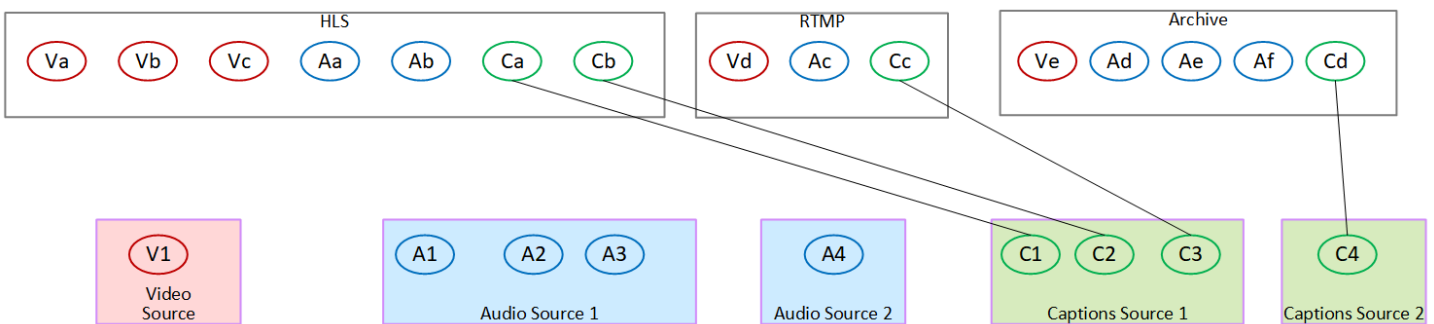 HLS
Va Vb Vc Aa Ab Ca Cb
RTMP
Vd Ac Cc
Archive
Ve Ad Ae Af Cd
V1
Video
Source
A1 A2 A3
Audio Source 1
A4
Audio Source 2
C1 C2 C3
Captions Source 1
C4
Captions Source 2